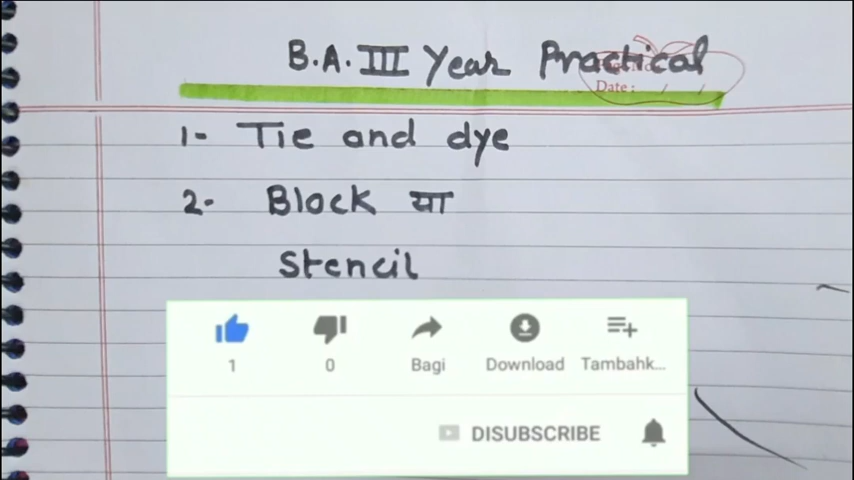 B.A. III Year Practical
Date: / /
1- Tie and dye
2- Block या
Stencil
1
0
Bagi
Download
Tambahk...
DISUBSCRIBE